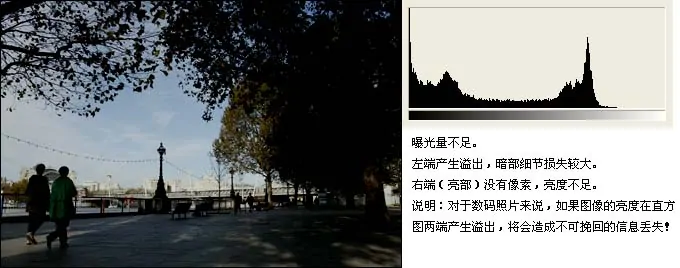 曝光量不足。
左端产生溢出，暗部细节损失较大。
右端（亮部）没有像素，亮度不足。
说明：对于数码照片来说，如果图像的亮度在直方
图两端产生溢出，将会造成不可挽回的信息丢失！